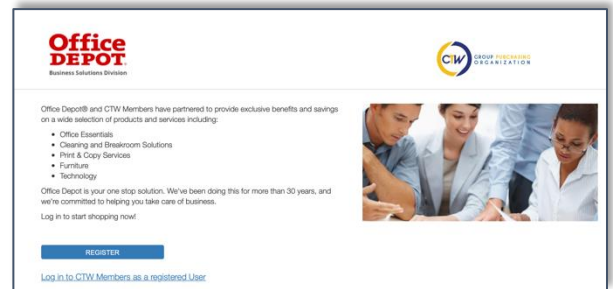 Office
DEPOT
Business Solutions Division
CTW
GROUP PURCHASING
ORGANIZATION
Office Depot® and CTW Members have partnered to provide exclusive benefits and savings
on a wide selection of products and services including:
• Office Essentials
• Cleaning and Breakroom Solutions
• Print & Copy Services
• Furniture
• Technology
Office Depot is your one stop solution. We've been doing this for more than 30 years, and
we're committed to helping you take care of business.
Log in to start shopping now!
REGISTER
Log in to CTW Members as a registered User